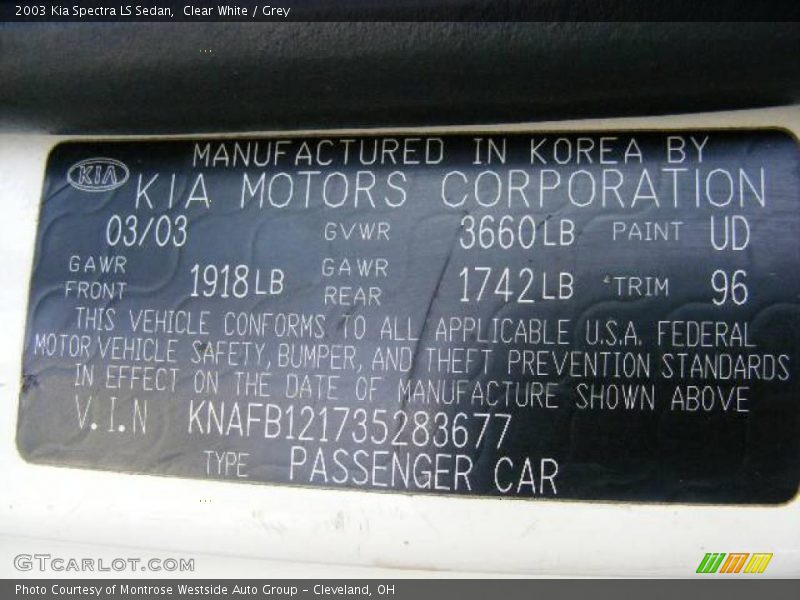 2003 Kia Spectra LS Sedan,  Clear White / Grey
MANUFACTURED IN KOREA BY
KIA KIA MOTORS CORPORATION
03/03 GVWR 3660LB PAINT UD
GAWR FRONT 1918LB GAWR REAR 1742LB TRIM 96
THIS VEHICLE CONFORMS TO ALL APPLICABLE U.S.A. FEDERAL
MOTOR VEHICLE SAFETY, BUMPER, AND THEFT PREVENTION STANDARDS
IN EFFECT ON THE DATE OF MANUFACTURE SHOWN ABOVE
V.I.N KNAFB121735283677
TYPE PASSENGER CAR
GTCarLot.com
Photo Courtesy of Montrose Westside Auto Group - Cleveland, OH